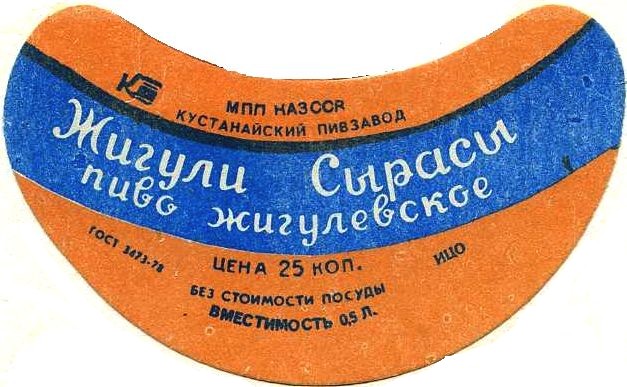 МПП КАЗССР
КУСТАНАЙСКИЙ ПИВЗАВОД
Жигули Сырасы
пиво жигулевское
ГОСТ 3473-78
ЦЕНА 25 КОП.
ИЦО
БЕЗ СТОИМОСТИ ПОСУДЫ
ВМЕСТИМОСТЬ 0,5 Л.